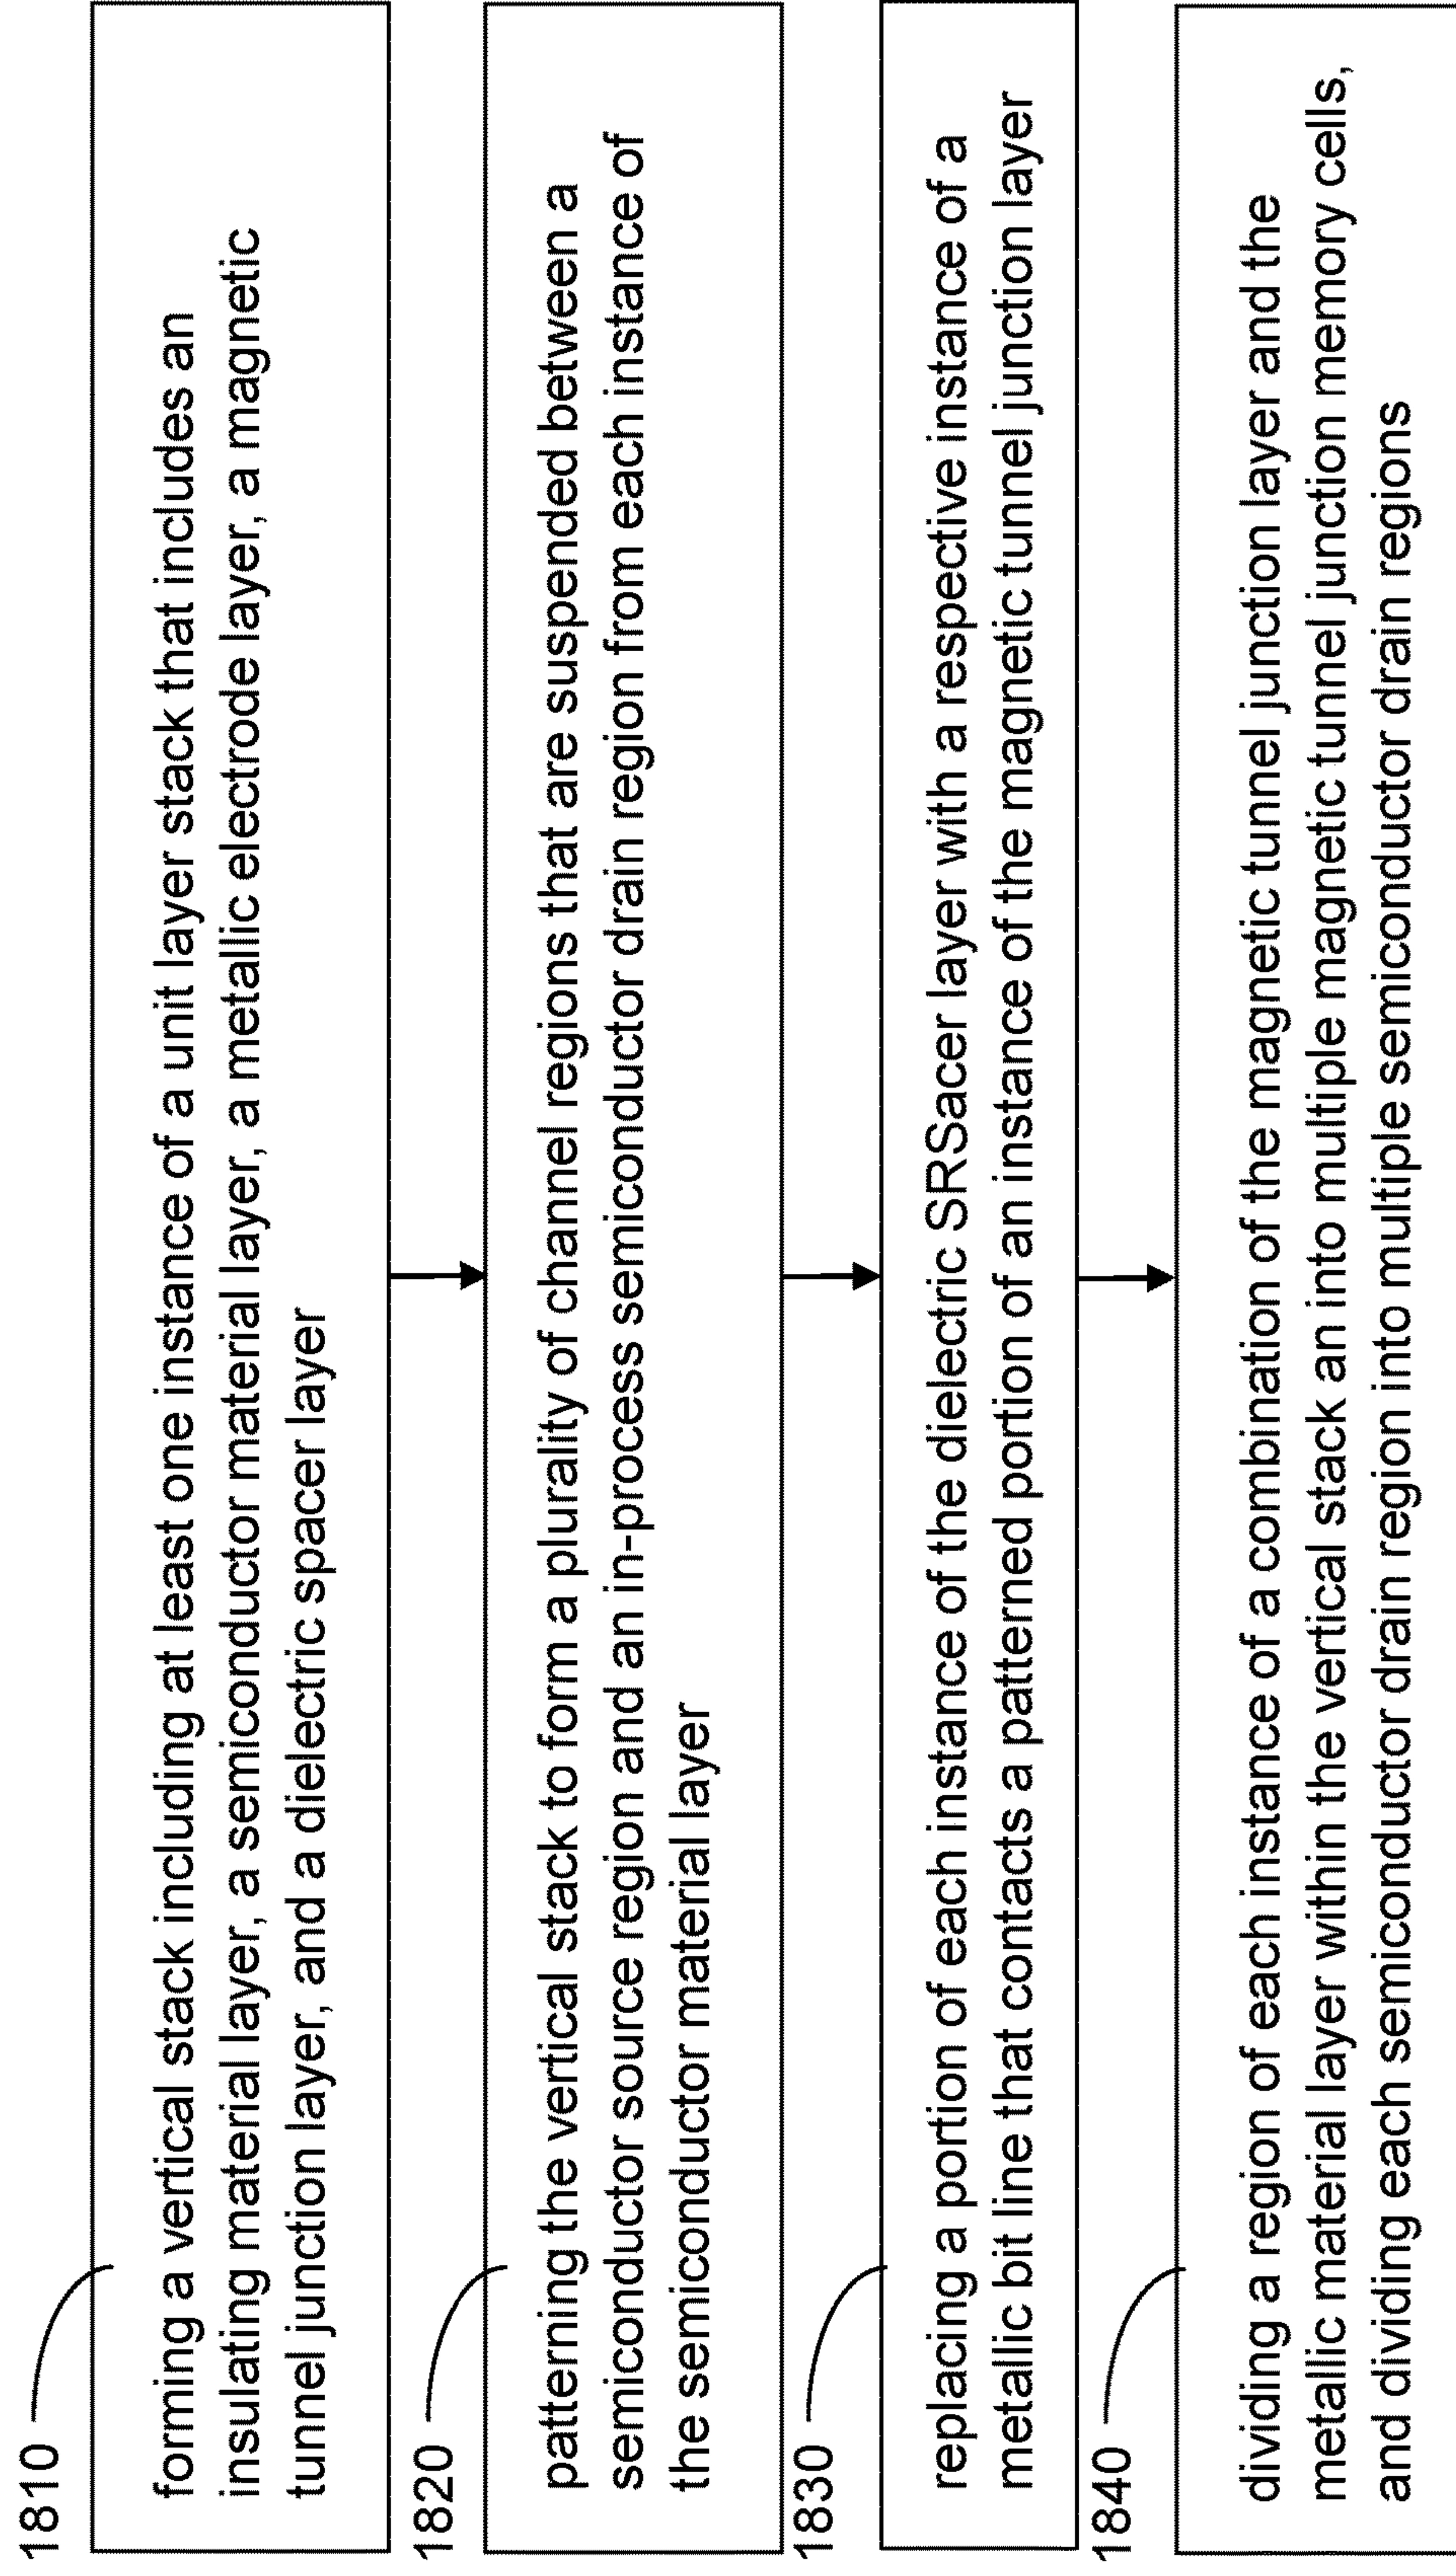 1810
forming a vertical stack including at least one instance of a unit layer stack that includes an
insulating material layer, a semiconductor material layer, a metallic electrode layer, a magnetic
tunnel junction layer, and a dielectric spacer layer
1820
patterning the vertical stack to form a plurality of channel regions that are suspended between a
semiconductor source region and an in-process semiconductor drain region from each instance of
the semiconductor material layer
1830
replacing a portion of each instance of the dielectric SRSacer layer with a respective instance of a
metallic bit line that contacts a patterned portion of an instance of the magnetic tunnel junction layer
1840
dividing a region of each instance of a combination of the magnetic tunnel junction layer and the
metallic material layer within the vertical stack an into multiple magnetic tunnel junction memory cells,
and dividing each semiconductor drain region into multiple semiconductor drain regions